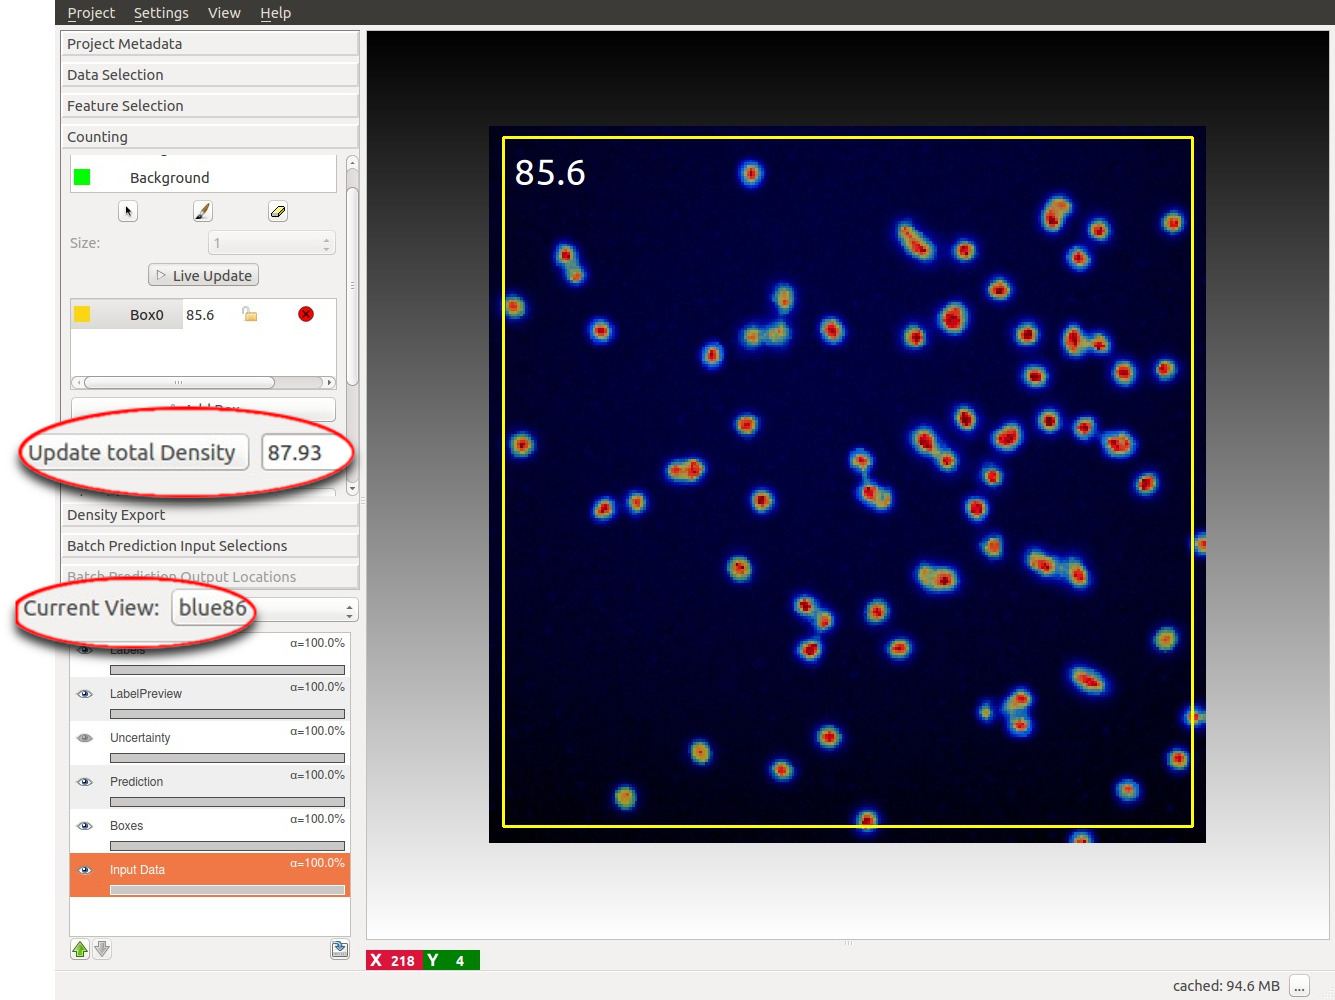 Project Settings View Help
Project Metadata
Data Selection
Feature Selection
Counting
Background
Size: 1
Live Update
Box0 85.6
Update total Density 87.93
Density Export
Batch Prediction Input Selections
Batch Prediction Output Locations
Current View: blue86
Labels α=100.0%
LabelPreview α=100.0%
Uncertainty α=100.0%
Prediction α=100.0%
Boxes α=100.0%
Input Data α=100.0%
85.6
X 218 Y 4
cached: 94.6 MB ...